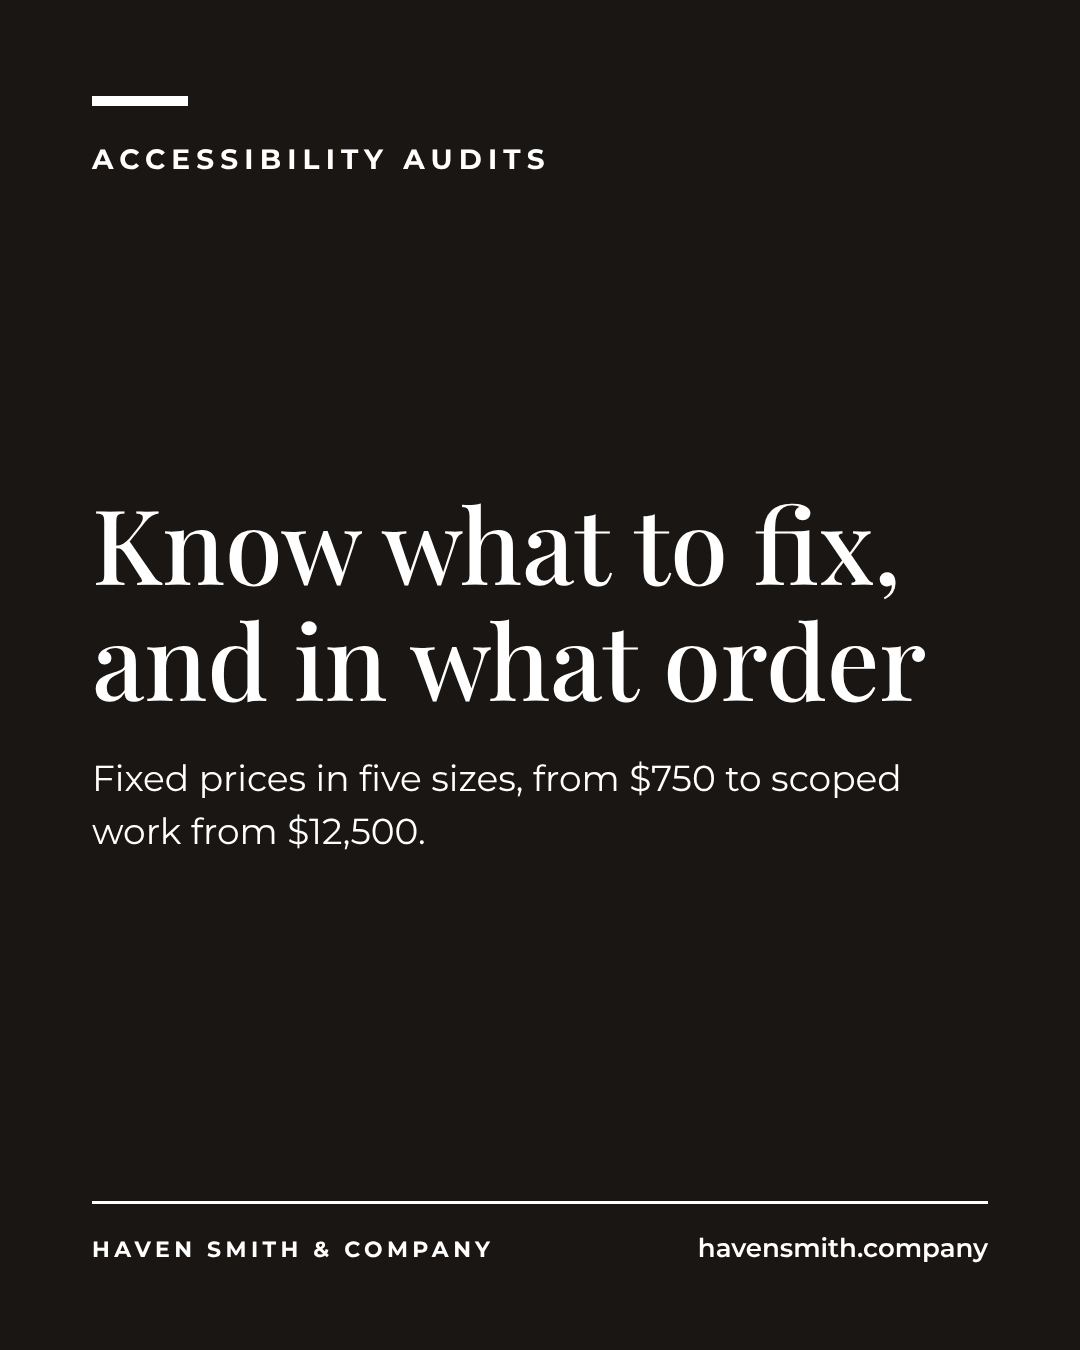 ACCESSIBILITY AUDITS
Know what to fix,
and in what order
Fixed prices in five sizes, from $750 to scoped
work from $12,500.
HAVEN SMITH & COMPANY
havensmith.company